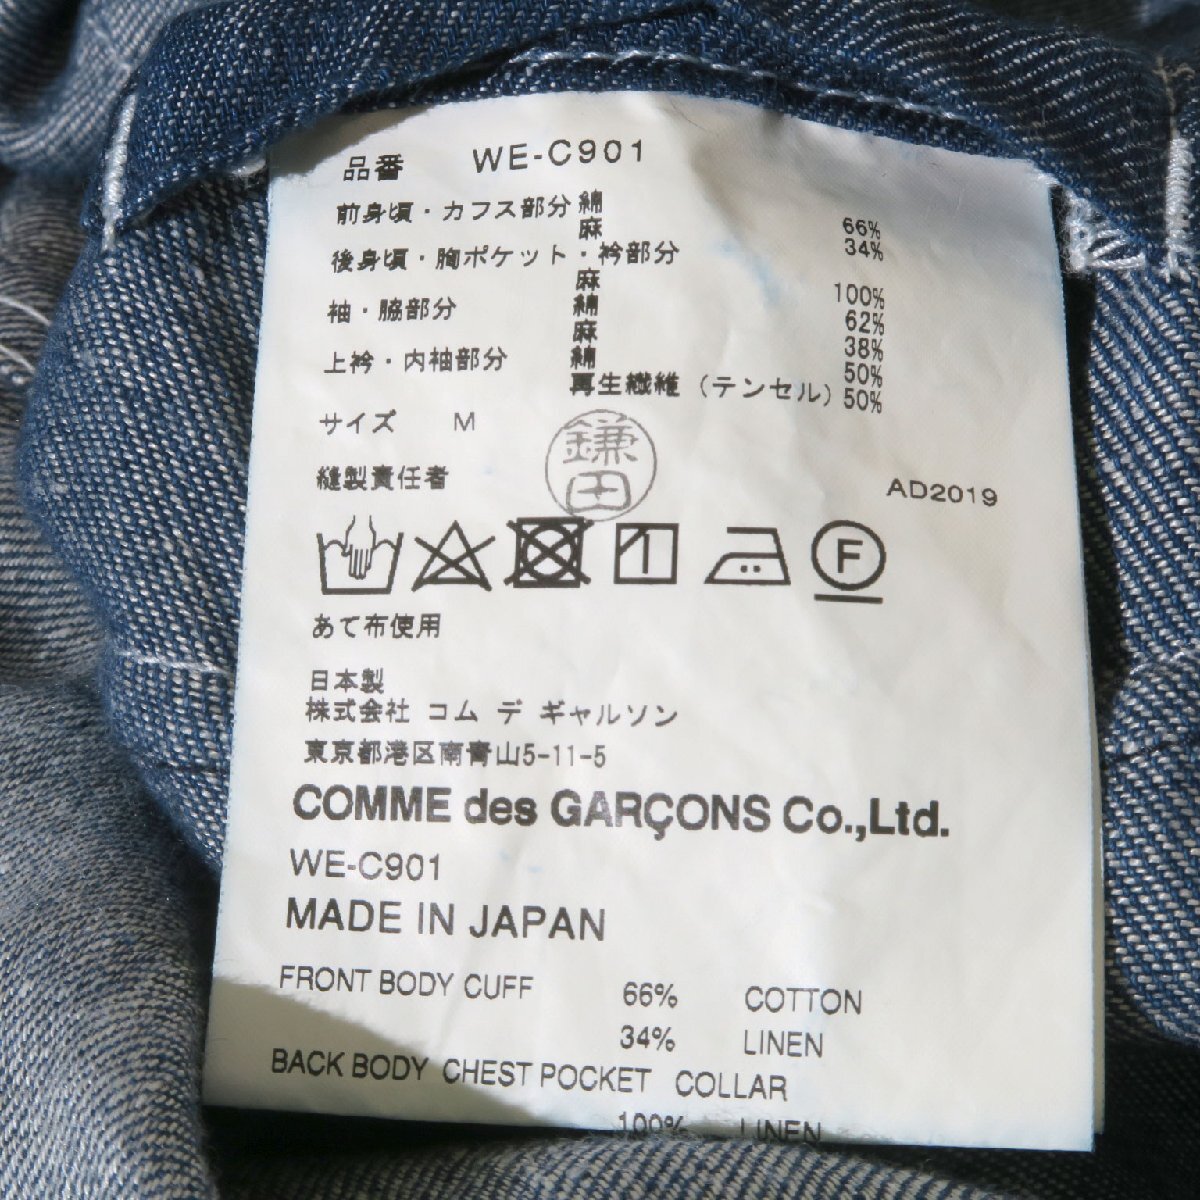 品番 WE-C901
前身頃・カフス部分 綿 66%
麻 34%
後身頃・胸ポケット・衿部分
麻 100%
袖・脇部分 綿 62%
麻 38%
上衿・内袖部分 綿 50%
再生繊維 (テンセル) 50%
サイズ M
縫製責任者 鎌田 AD2019
1 F
あて布使用
日本製
株式会社 コム デ ギャルソン
東京都港区南青山5-11-5
COMME des GARÇONS Co.,Ltd.
WE-C901
MADE IN JAPAN
FRONT BODY CUFF 66% COTTON
34% LINEN
BACK BODY CHEST POCKET COLLAR
100% LINEN